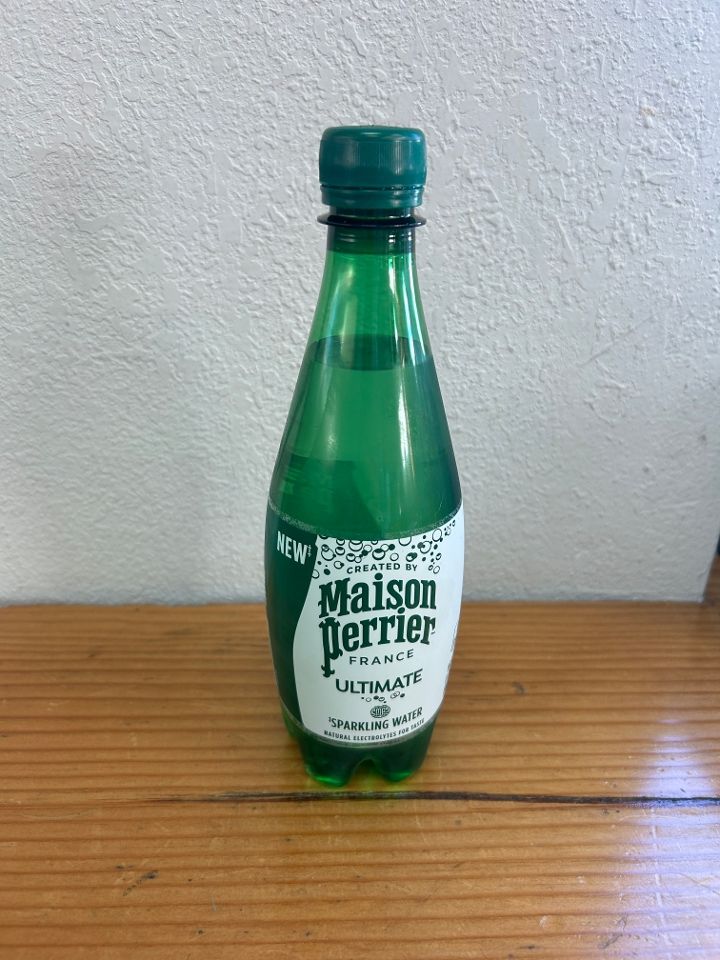 NEW‡
CREATED BY
Maison
Perrier
FRANCE
ULTIMATE
‡SPARKLING WATER
NATURAL ELECTROLYTES FOR TASTE